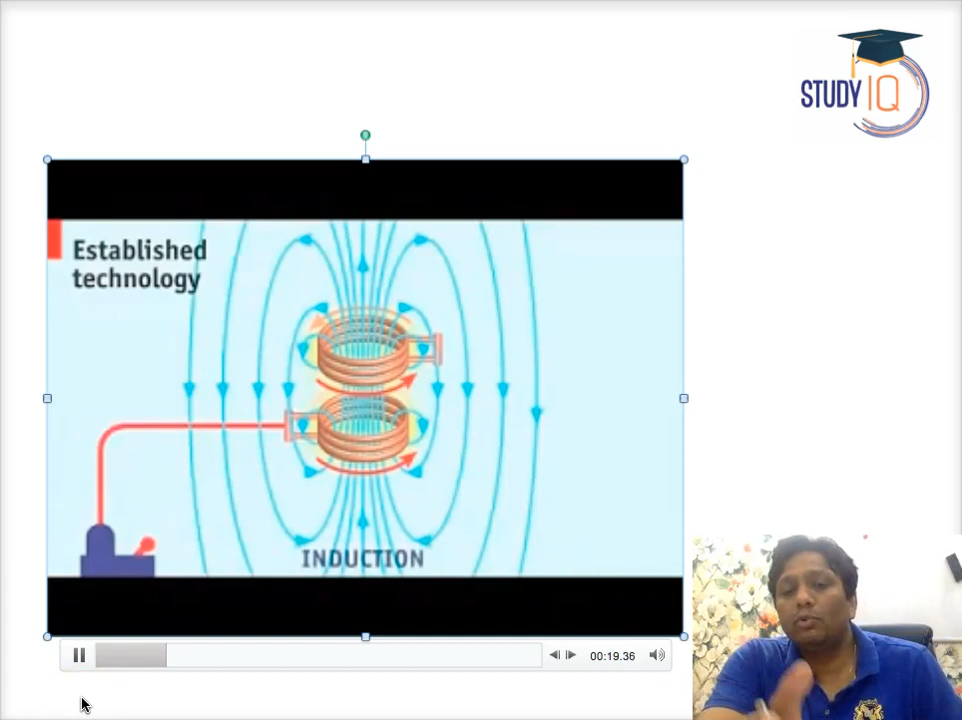 STUDY IQ
Established
technology
INDUCTION
00:19.36